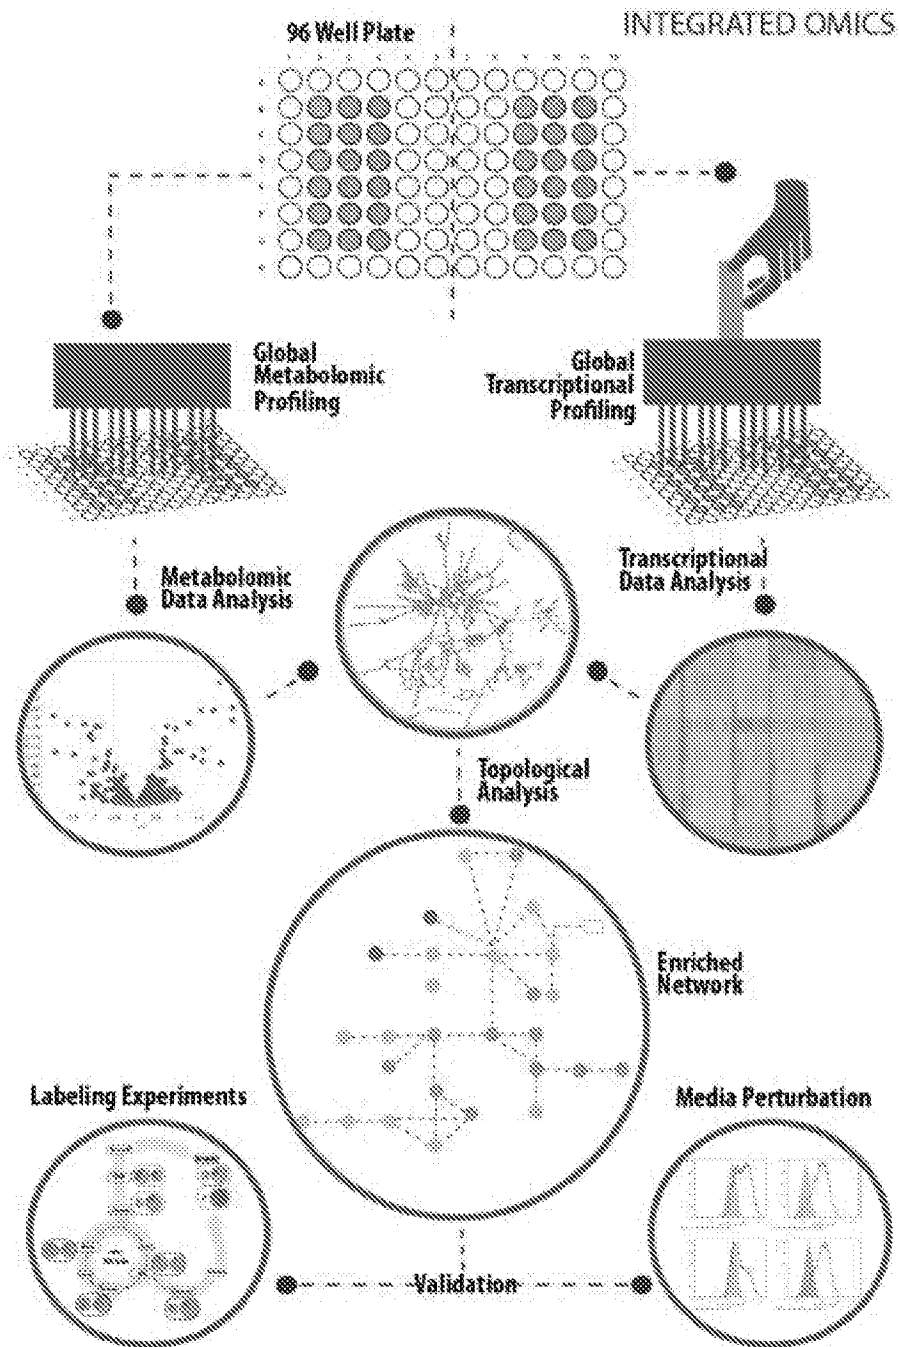 INTEGRATED OMICS
96 Well Plate
Global
Metabolomic
Profiling
Global
Transcriptional
Profiling
Metabolomic
Data Analysis
Transcriptional
Data Analysis
Topological
Analysis
Enriched
Network
Labeling Experiments
Media Perturbation
Validation